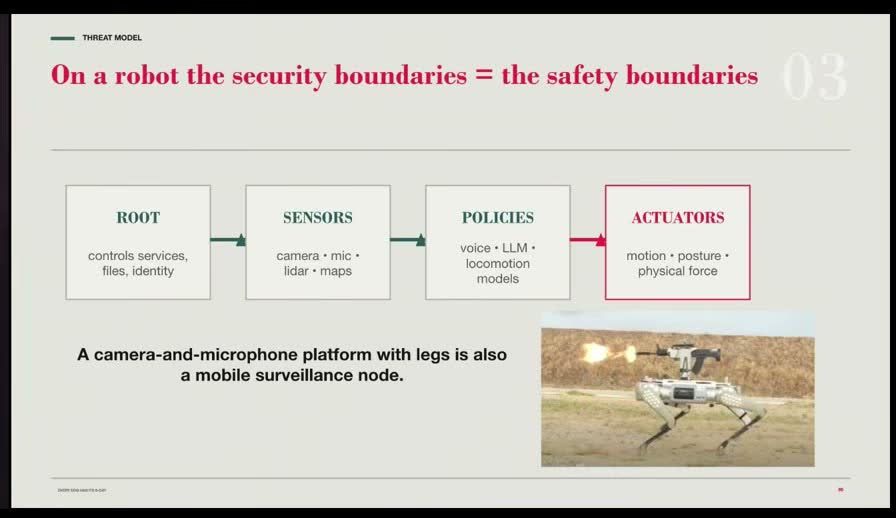 THREAT MODEL
On a robot the security boundaries = the safety boundaries
03
ROOT
controls services,
files, identity
SENSORS
camera • mic •
lidar • maps
POLICIES
voice • LLM •
locomotion
models
ACTUATORS
motion • posture •
physical force
A camera-and-microphone platform with legs is also
a mobile surveillance node.